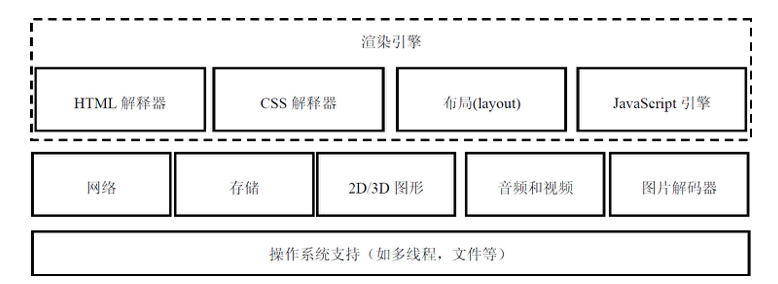 渲染引擎
HTML 解释器 CSS 解释器 布局(layout) JavaScript 引擎
网络 存储 2D/3D 图形 音频和视频 图片解码器
操作系统支持（如多线程，文件等）